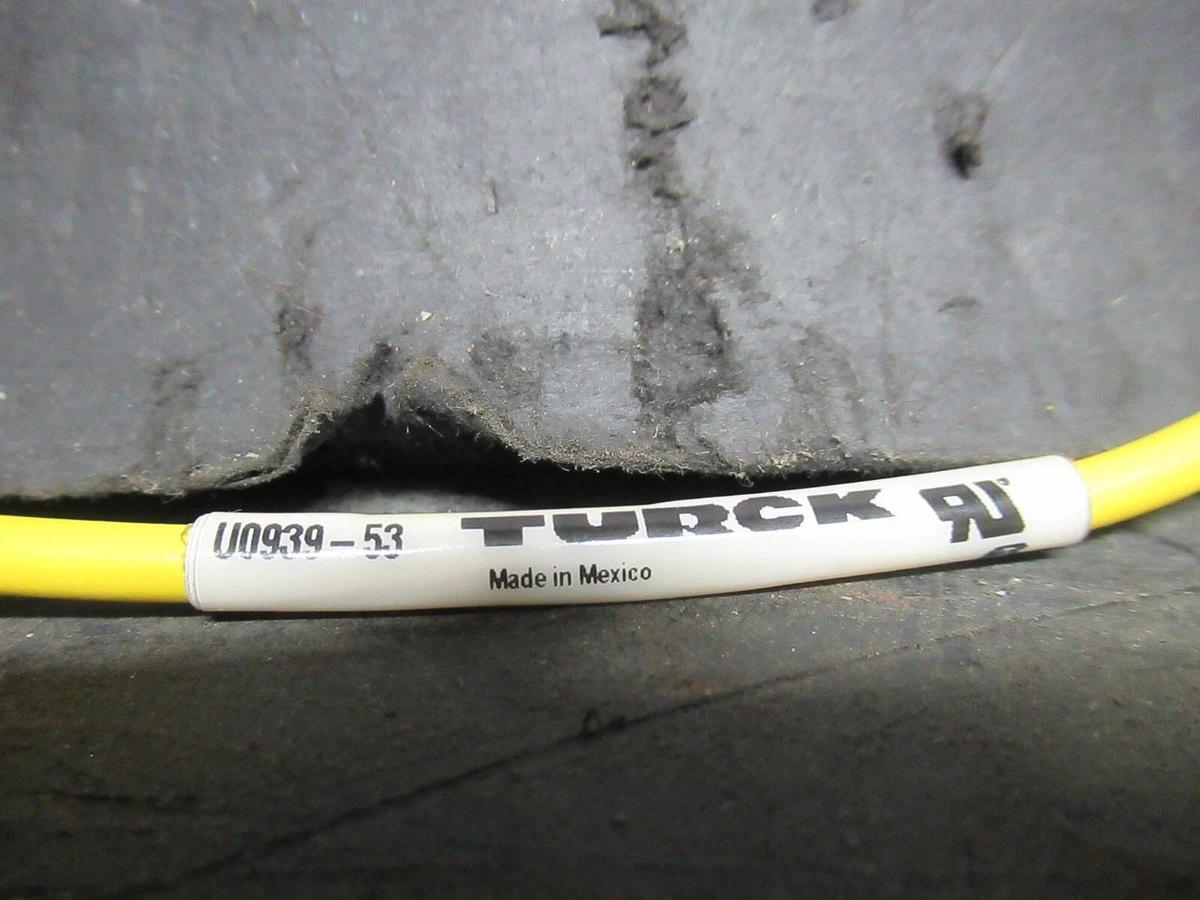 U0939-53 TURCK
Made in Mexico